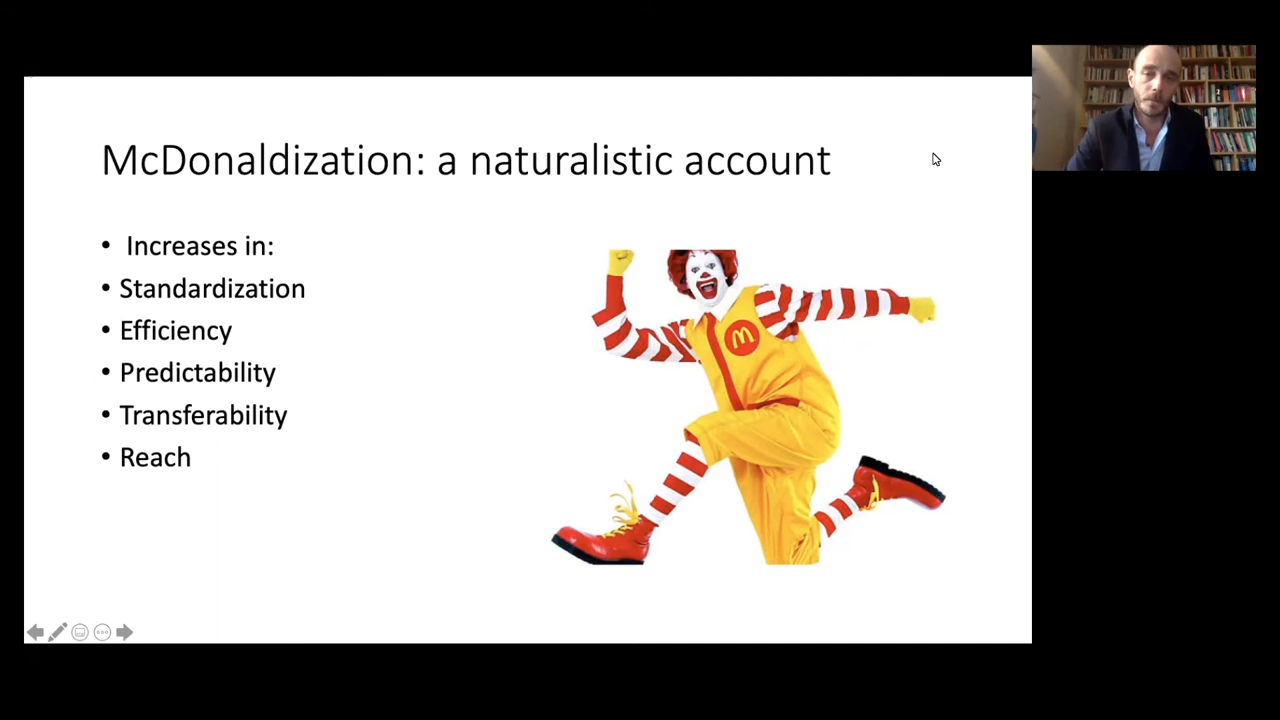 McDonaldization: a naturalistic account
• Increases in:
• Standardization
• Efficiency
• Predictability
• Transferability
• Reach
M